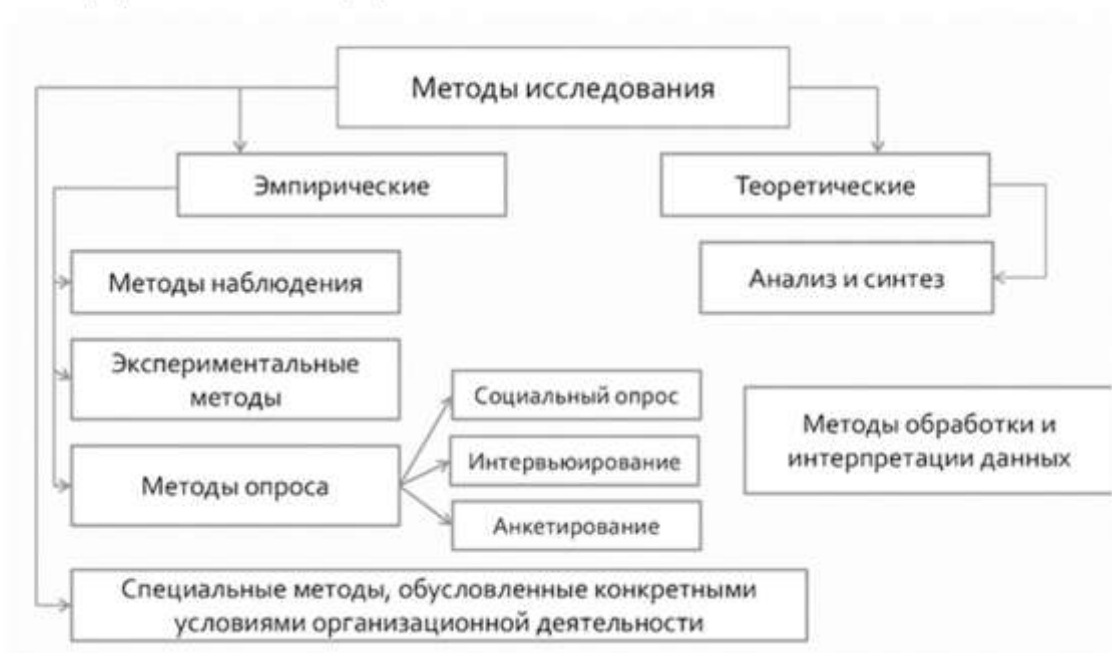 Методы исследования
Эмпирические
Теоретические
Методы наблюдения
Анализ и синтез
Экспериментальные
методы
Социальный опрос
Методы обработки и
интерпретации данных
Интервьюирование
Методы опроса
Анкетирование
Специальные методы, обусловленные конкретными
условиями организационной деятельности